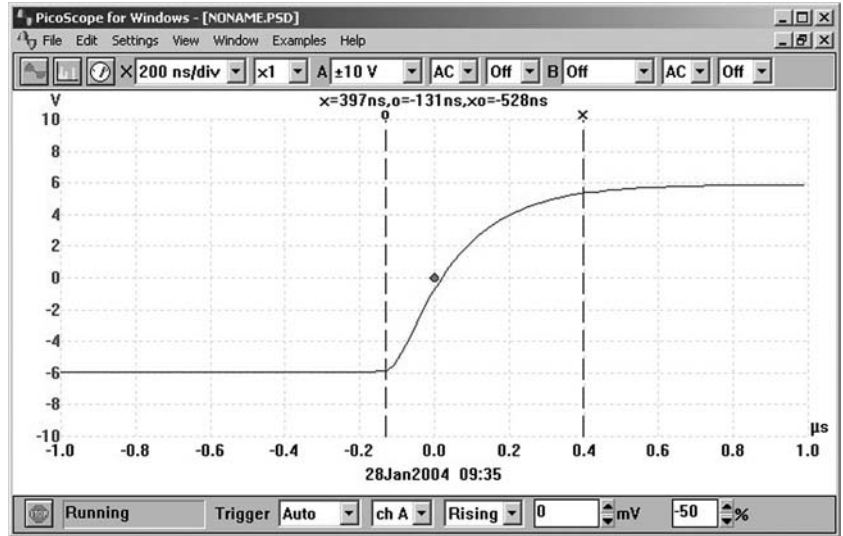 PicoScope for Windows - [NONAME.PSD]
File Edit Settings View Window Examples Help
200 ns/div x1 A ±10 V AC Off B Off AC Off
V x=397ns,o=-131ns,xo=-528ns
o x
10
8
6
4
2
0
-2
-4
-6
-8
-10
µs
-1.0 -0.8 -0.6 -0.4 -0.2 0.0 0.2 0.4 0.6 0.8 1.0
28Jan2004 09:35
Running Trigger Auto ch A Rising 0 mV -50 %